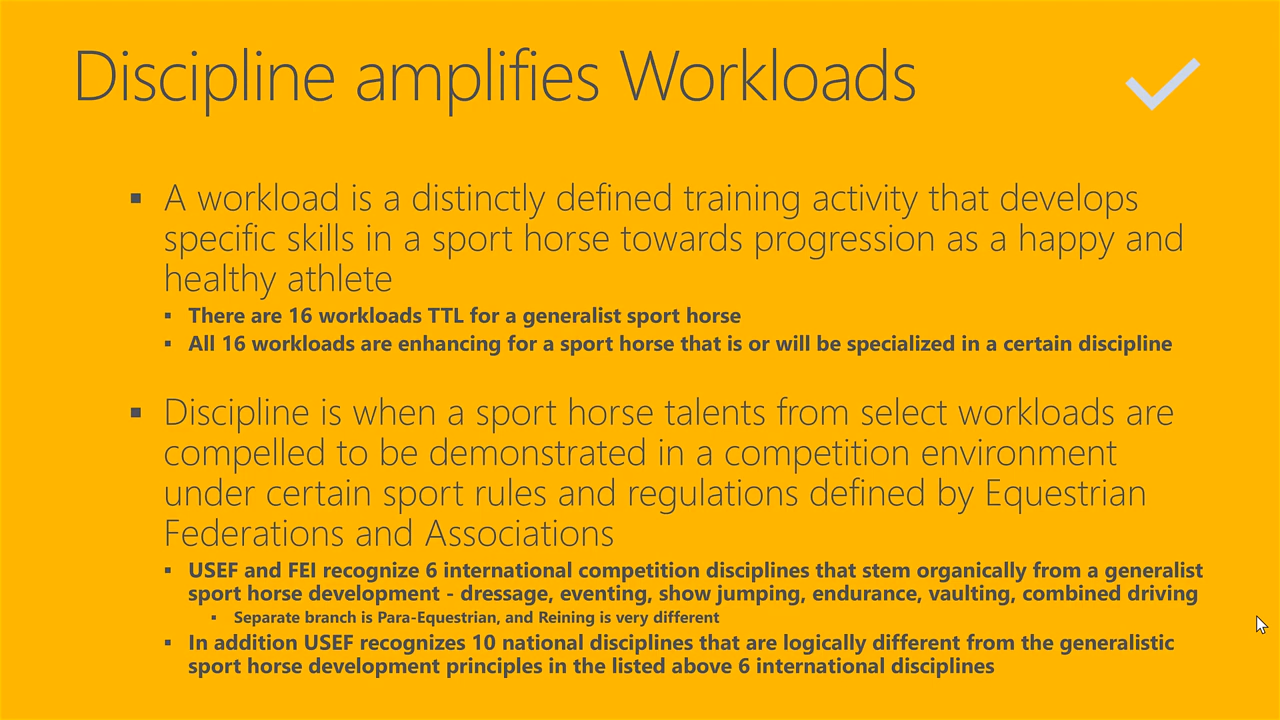 Discipline amplifies Workloads
▪ A workload is a distinctly defined training activity that develops
specific skills in a sport horse towards progression as a happy and
healthy athlete
▪ There are 16 workloads TTL for a generalist sport horse
▪ All 16 workloads are enhancing for a sport horse that is or will be specialized in a certain discipline
▪ Discipline is when a sport horse talents from select workloads are
compelled to be demonstrated in a competition environment
under certain sport rules and regulations defined by Equestrian
Federations and Associations
▪ USEF and FEI recognize 6 international competition disciplines that stem organically from a generalist
sport horse development - dressage, eventing, show jumping, endurance, vaulting, combined driving
▪ Separate branch is Para-Equestrian, and Reining is very different
▪ In addition USEF recognizes 10 national disciplines that are logically different from the generalistic
sport horse development principles in the listed above 6 international disciplines